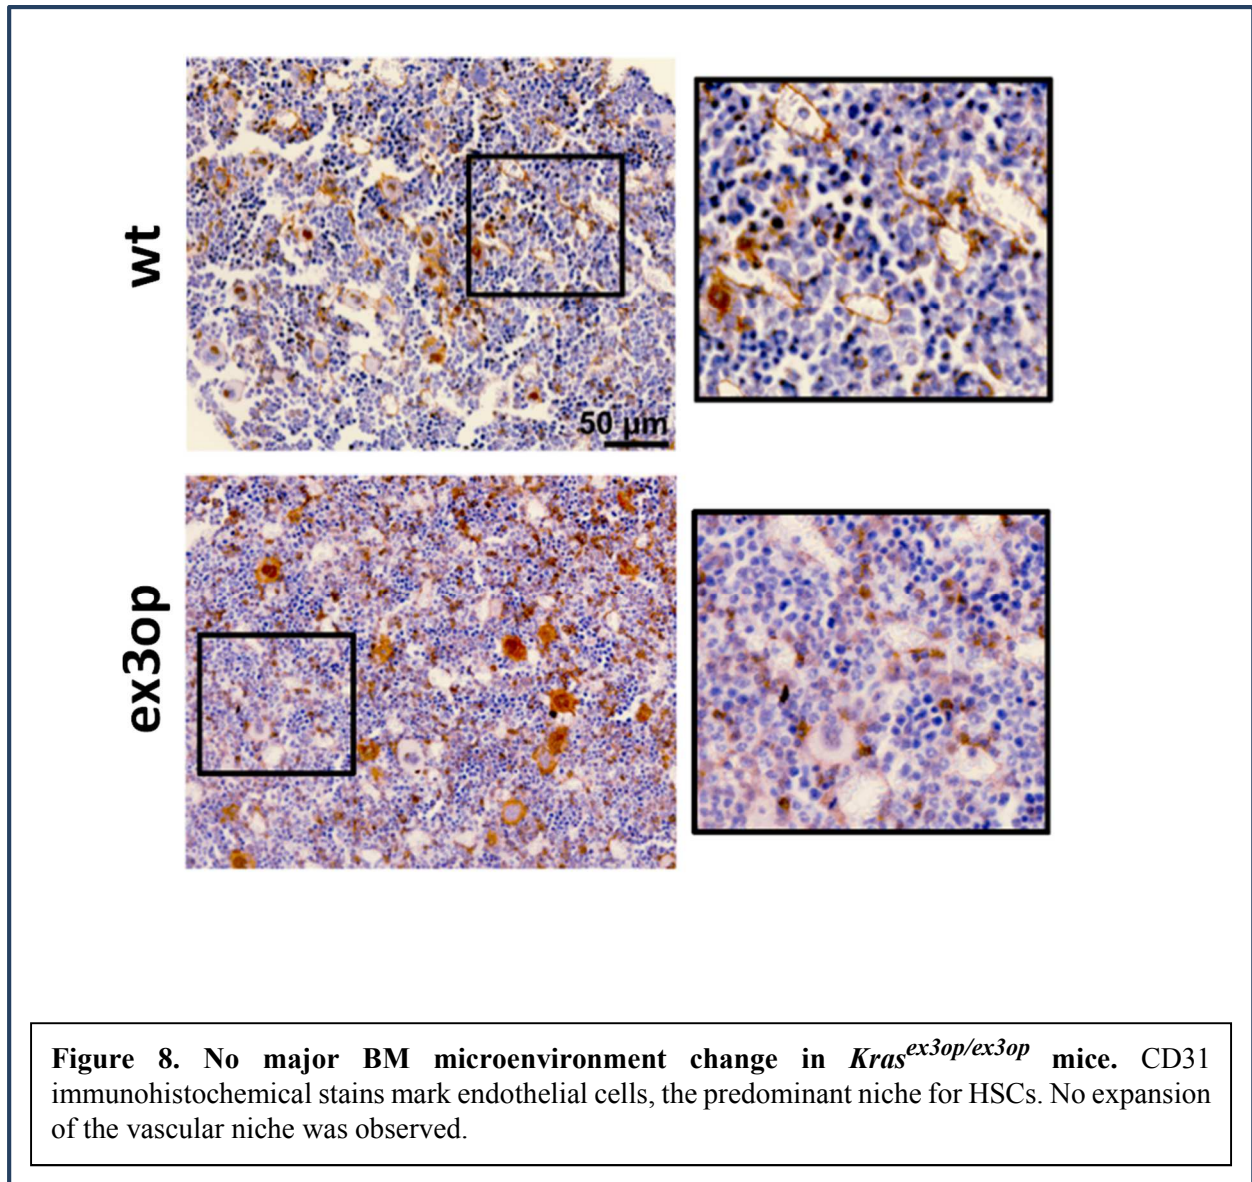 wt
50 µm
ex3op
Figure 8. No major BM microenvironment change in Kras^ex3op/ex3op mice. CD31
immunohistochemical stains mark endothelial cells, the predominant niche for HSCs. No expansion
of the vascular niche was observed.